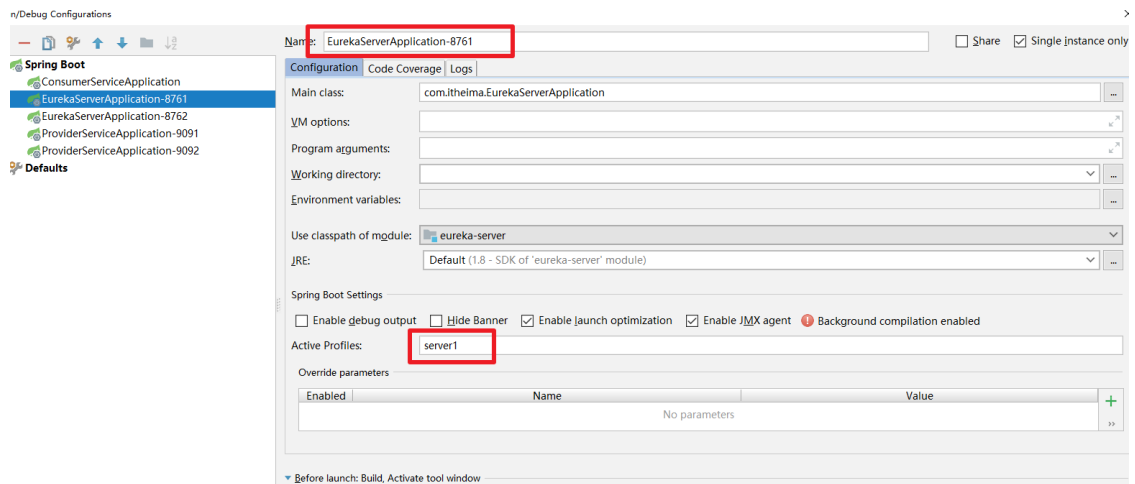 n/Debug Configurations
Name: EurekaServerApplication-8761
Share
Single instance only
Spring Boot
ConsumerServiceApplication
EurekaServerApplication-8761
EurekaServerApplication-8762
ProviderServiceApplication-9091
ProviderServiceApplication-9092
Defaults
Configuration Code Coverage Logs
Main class: com.itheima.EurekaServerApplication ...
VM options:
Program arguments:
Working directory: ...
Environment variables: ...
Use classpath of module: eureka-server
JRE: Default (1.8 - SDK of 'eureka-server' module) ...
Spring Boot Settings
Enable debug output Hide Banner Enable launch optimization Enable JMX agent Background compilation enabled
Active Profiles: server1
Override parameters
Enabled Name Value
No parameters
Before launch: Build, Activate tool window